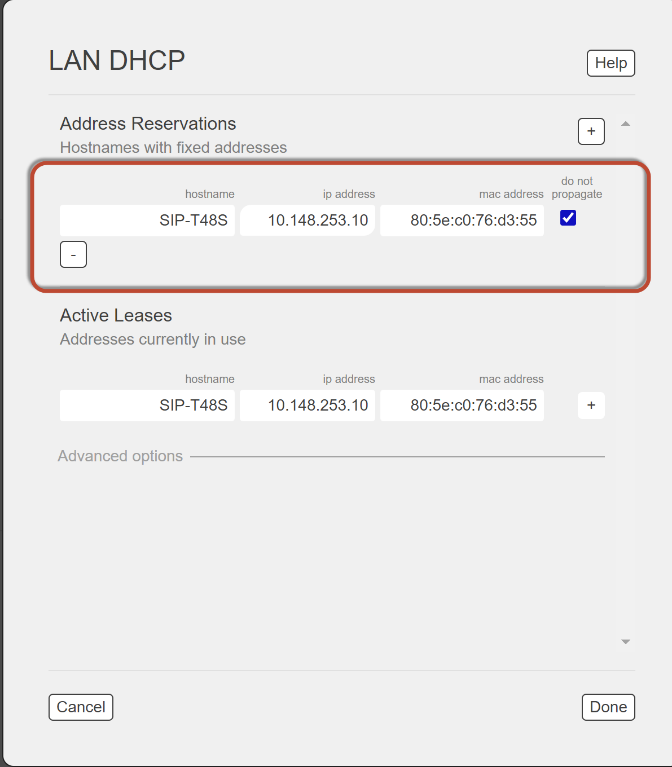 LAN DHCP
Help
Address Reservations
+
Hostnames with fixed addresses
hostname ip address mac address do not propagate
SIP-T48S 10.148.253.10 80:5e:c0:76:d3:55
-
Active Leases
Addresses currently in use
hostname ip address mac address
SIP-T48S 10.148.253.10 80:5e:c0:76:d3:55 +
Advanced options
Cancel Done